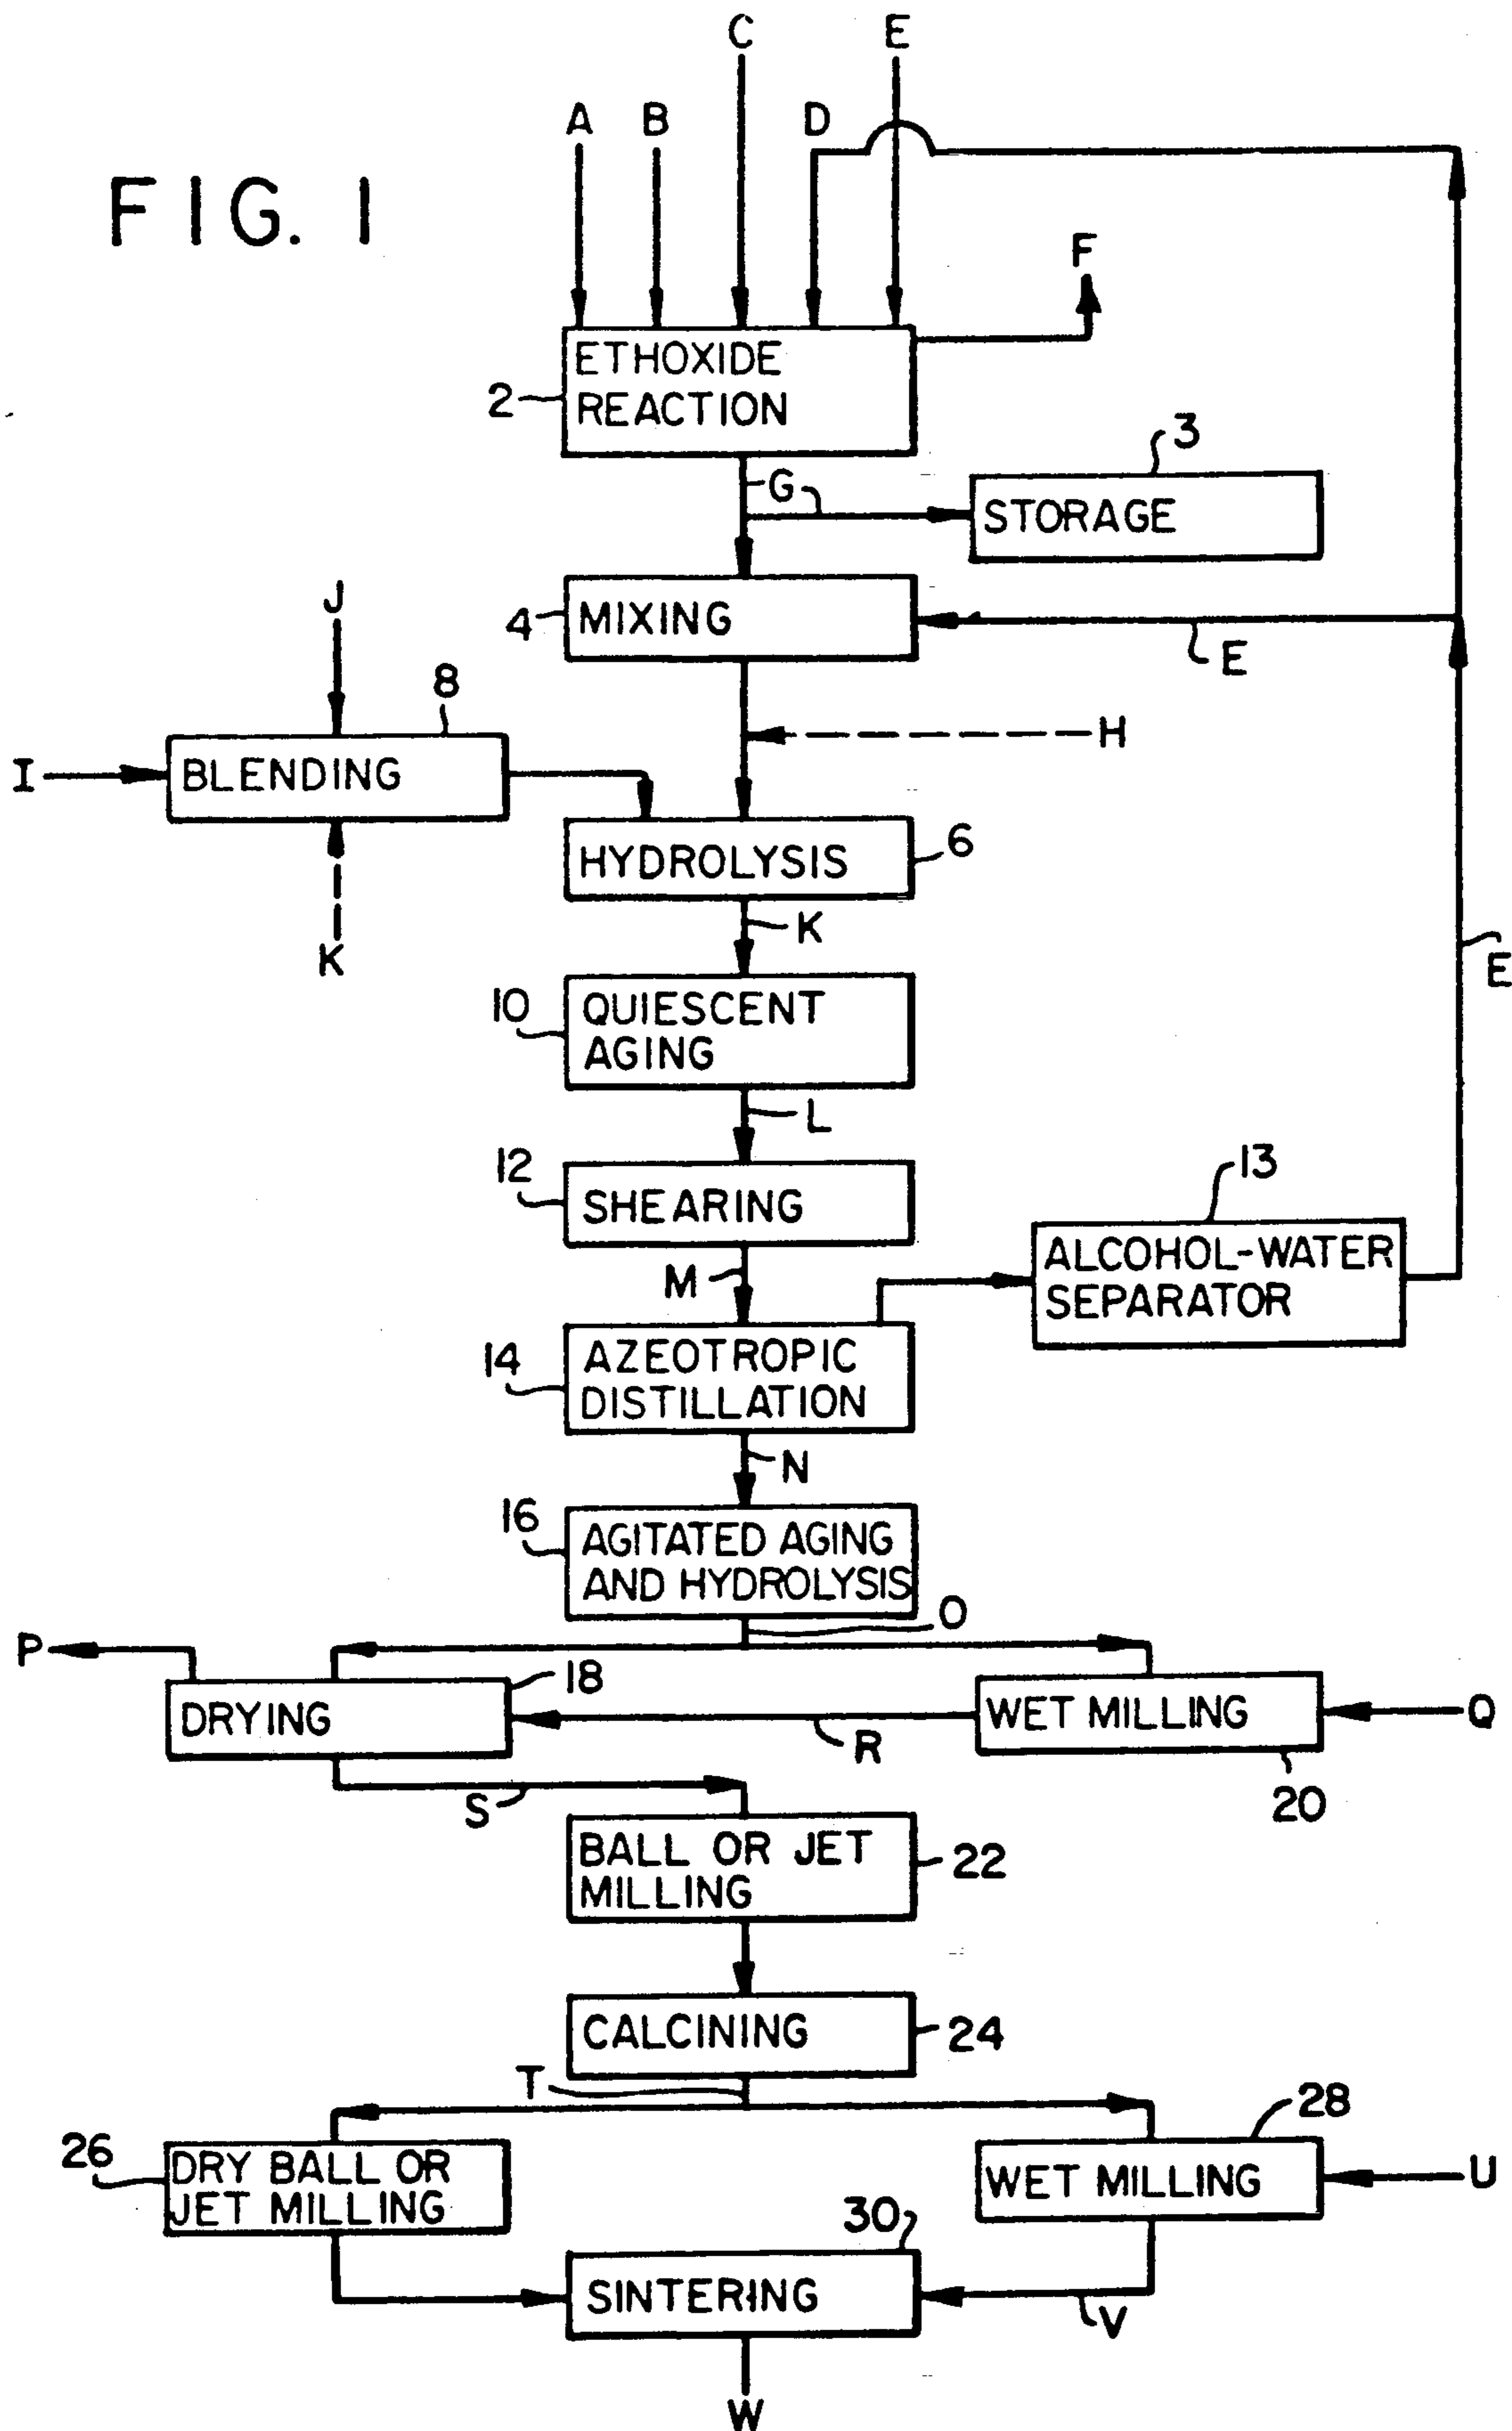 C
E
A
B
D
FIG. 1
F
ETHOXIDE
REACTION
2
3
G
STORAGE
J
4
MIXING
E
8
H
I
BLENDING
6
HYDROLYSIS
K
K
E
10
QUIESCENT
AGING
L
12
SHEARING
13
M
ALCOHOL-WATER
SEPARATOR
14
AZEOTROPIC
DISTILLATION
N
16
AGITATED AGING
AND HYDROLYSIS
O
P
18
DRYING
WET MILLING
Q
R
S
20
BALL OR JET
MILLING
22
CALCINING
24
T
28
26
DRY BALL OR
JET MILLING
WET MILLING
U
30
SINTERING
V
W